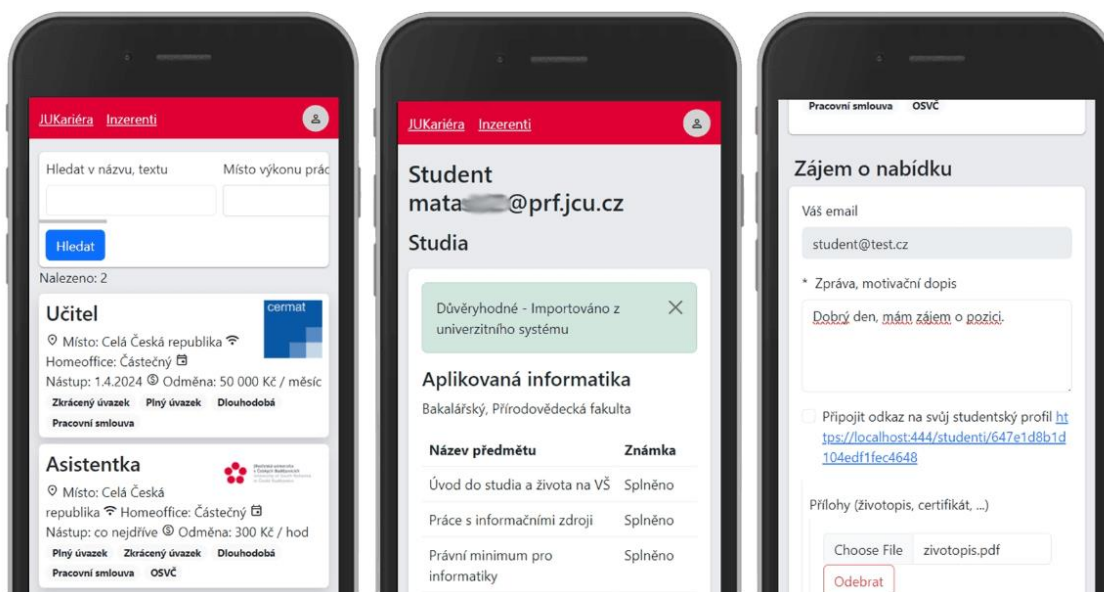 JUKariéra Inzerenti
Hledat v názvu, textu Místo výkonu prác
Hledat
Nalezeno: 2
Učitel
cermat
Místo: Celá Česká republika
Homeoffice: Částečný
Nástup: 1.4.2024 Odměna: 50 000 Kč / měsíc
Zkrácený úvazek Plný úvazek Dlouhodobá
Pracovní smlouva
Asistentka
Místo: Celá Česká
republika Homeoffice: Částečný
Nástup: co nejdříve Odměna: 300 Kč / hod
Plný úvazek Zkrácený úvazek Dlouhodobá
Pracovní smlouva OSVČ
JUKariéra Inzerenti
Student
mata @prf.jcu.cz
Studia
Důvěryhodné - Importováno z
univerzitního systému
Aplikovaná informatika
Bakalářský, Přírodovědecká fakulta
Název předmětu Známka
Úvod do studia a života na VŠ Splněno
Práce s informačními zdroji Splněno
Právní minimum pro Splněno
informatiky
Pracovní smlouva OSVČ
Zájem o nabídku
Váš email
student@test.cz
* Zpráva, motivační dopis
Dobrý den, mám zájem o pozici.
Připojit odkaz na svůj studentský profil ht
tps://localhost:444/studenti/647e1d8b1d
104edf1fec4648
Přílohy (životopis, certifikát, ...)
Choose File zivotopis.pdf
Odebrat